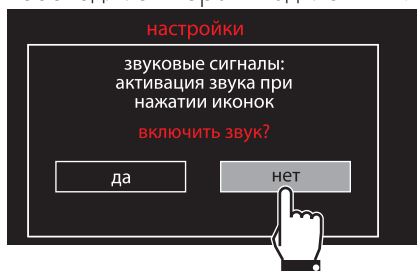 настройки
звуковые сигналы:
активация звука при
нажатии иконок
включить звук?
да
нет